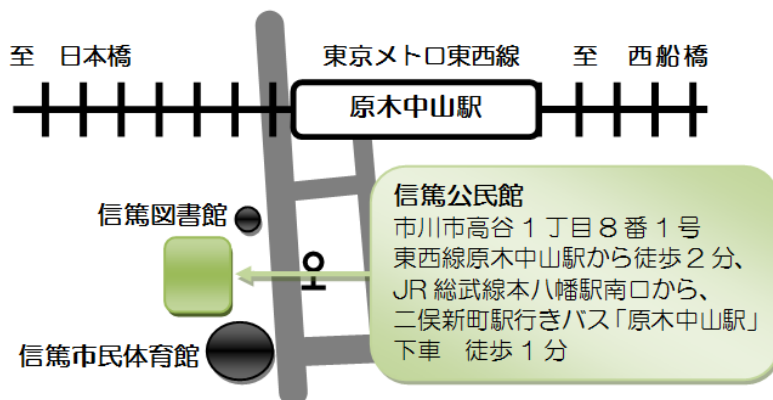 至 日本橋
東京メトロ東西線
至 西船橋
原木中山駅
信篤図書館
信篤公民館
市川市高谷1丁目8番1号
東西線原木中山駅から徒歩2分、
JR総武線本八幡駅南口から、
二俣新町駅行きバス「原木中山駅」
下車 徒歩1分
信篤市民体育館